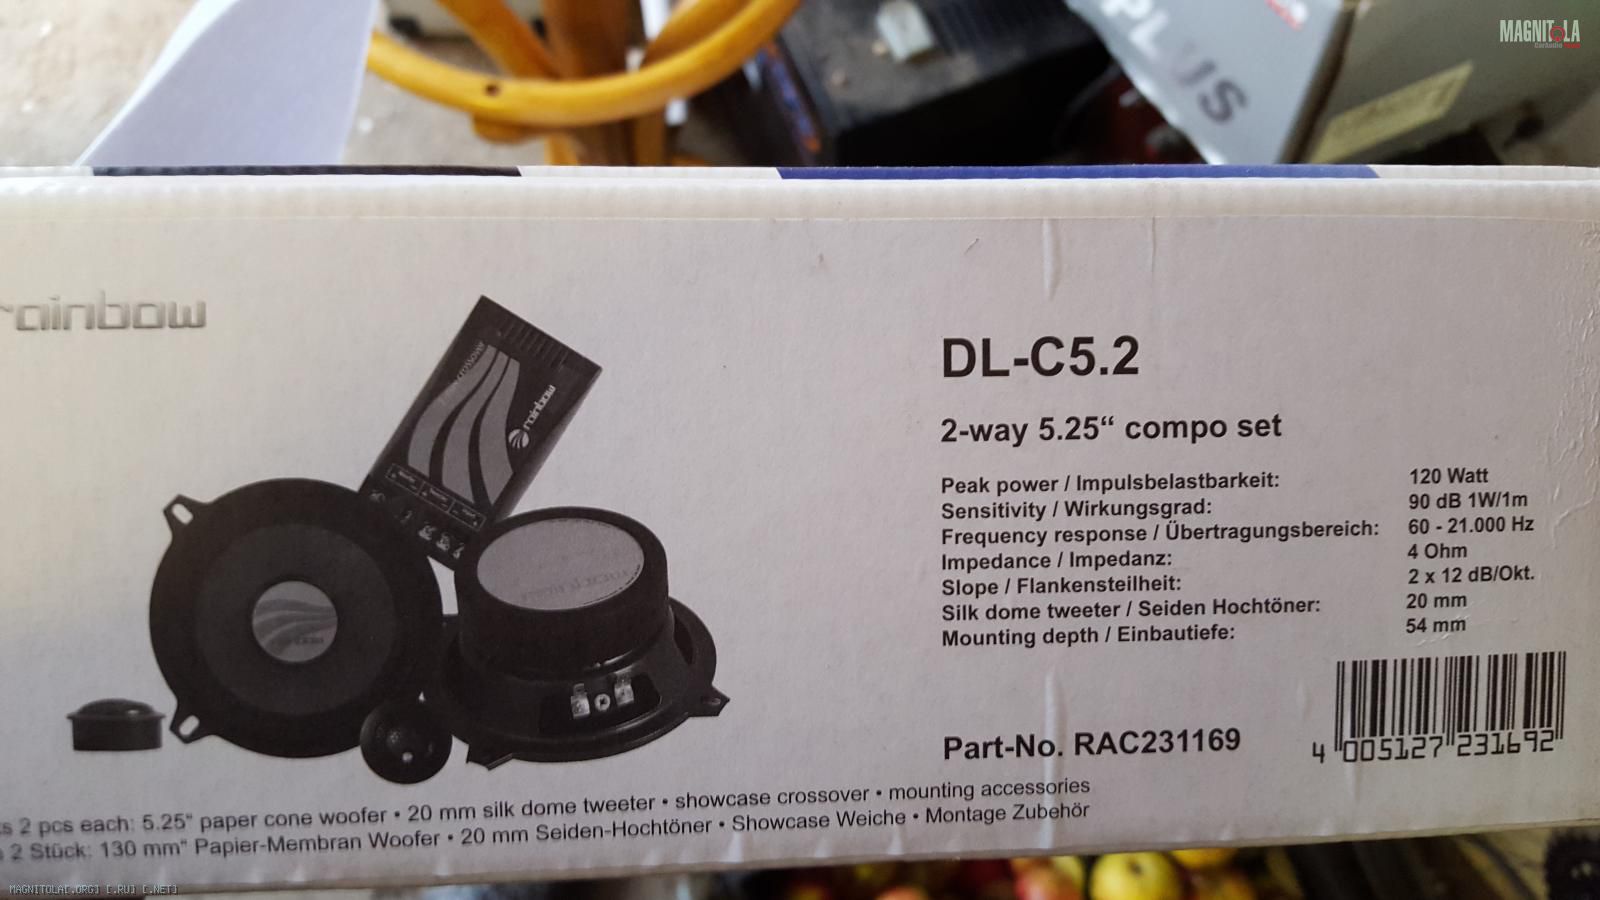 MAGNITOLA
PLUS
rainbow
rainbow
DL-C5.2
2-way 5.25“ compo set
Peak power / Impulsbelastbarkeit: 120 Watt
Sensitivity / Wirkungsgrad: 90 dB 1W/1m
Frequency response / Übertragungsbereich: 60 - 21.000 Hz
Impedance / Impedanz: 4 Ohm
Slope / Flankensteilheit: 2 x 12 dB/Okt.
Silk dome tweeter / Seiden Hochtöner: 20 mm
Mounting depth / Einbautiefe: 54 mm
Part-No. RAC231169
4 005127 231692
2 pcs each: 5.25“ paper cone woofer • 20 mm silk dome tweeter • showcase crossover • mounting accessories
2 Stück: 130 mm“ Papier-Membran Woofer • 20 mm Seiden-Hochtöner • Showcase Weiche • Montage Zubehör
MAGNITOLA[.ORG] [.RU] [.NET]